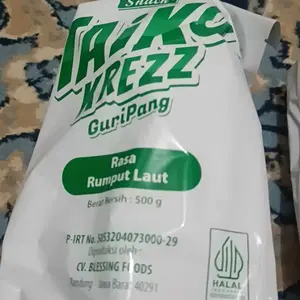 Snack
TAIKO
KREZZ
GuriPang
Rasa
Rumput Laut
Berat Bersih : 500 g
P-IRT No. 5053204073000-29
Diproduksi oleh:
CV. BLESSING FOODS
Bandung - Jawa Barat 40291
HALAL
INDONESIA